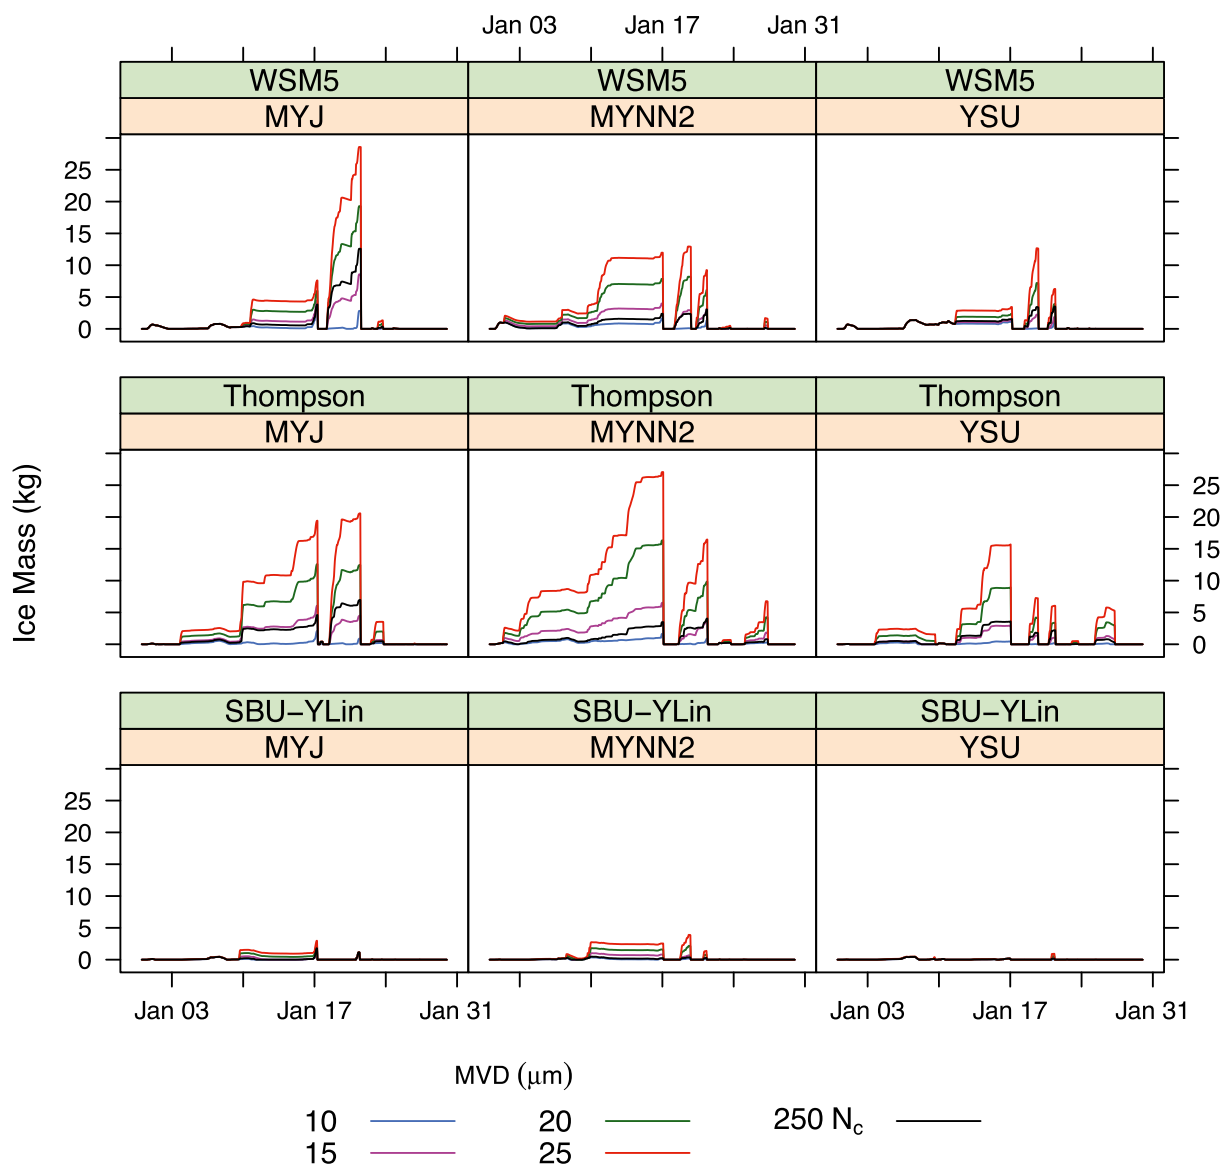 Jan 03 Jan 17 Jan 31
WSM5 WSM5 WSM5
MYJ MYNN2 YSU
25
20
15
10
5
0
Thompson Thompson Thompson
MYJ MYNN2 YSU
Ice Mass (kg)
25
20
15
10
5
0
SBU−YLin SBU−YLin SBU−YLin
MYJ MYNN2 YSU
25
20
15
10
5
0
Jan 03 Jan 17 Jan 31 Jan 03 Jan 17 Jan 31
MVD (μm)
10 20 250 Nc
15 25